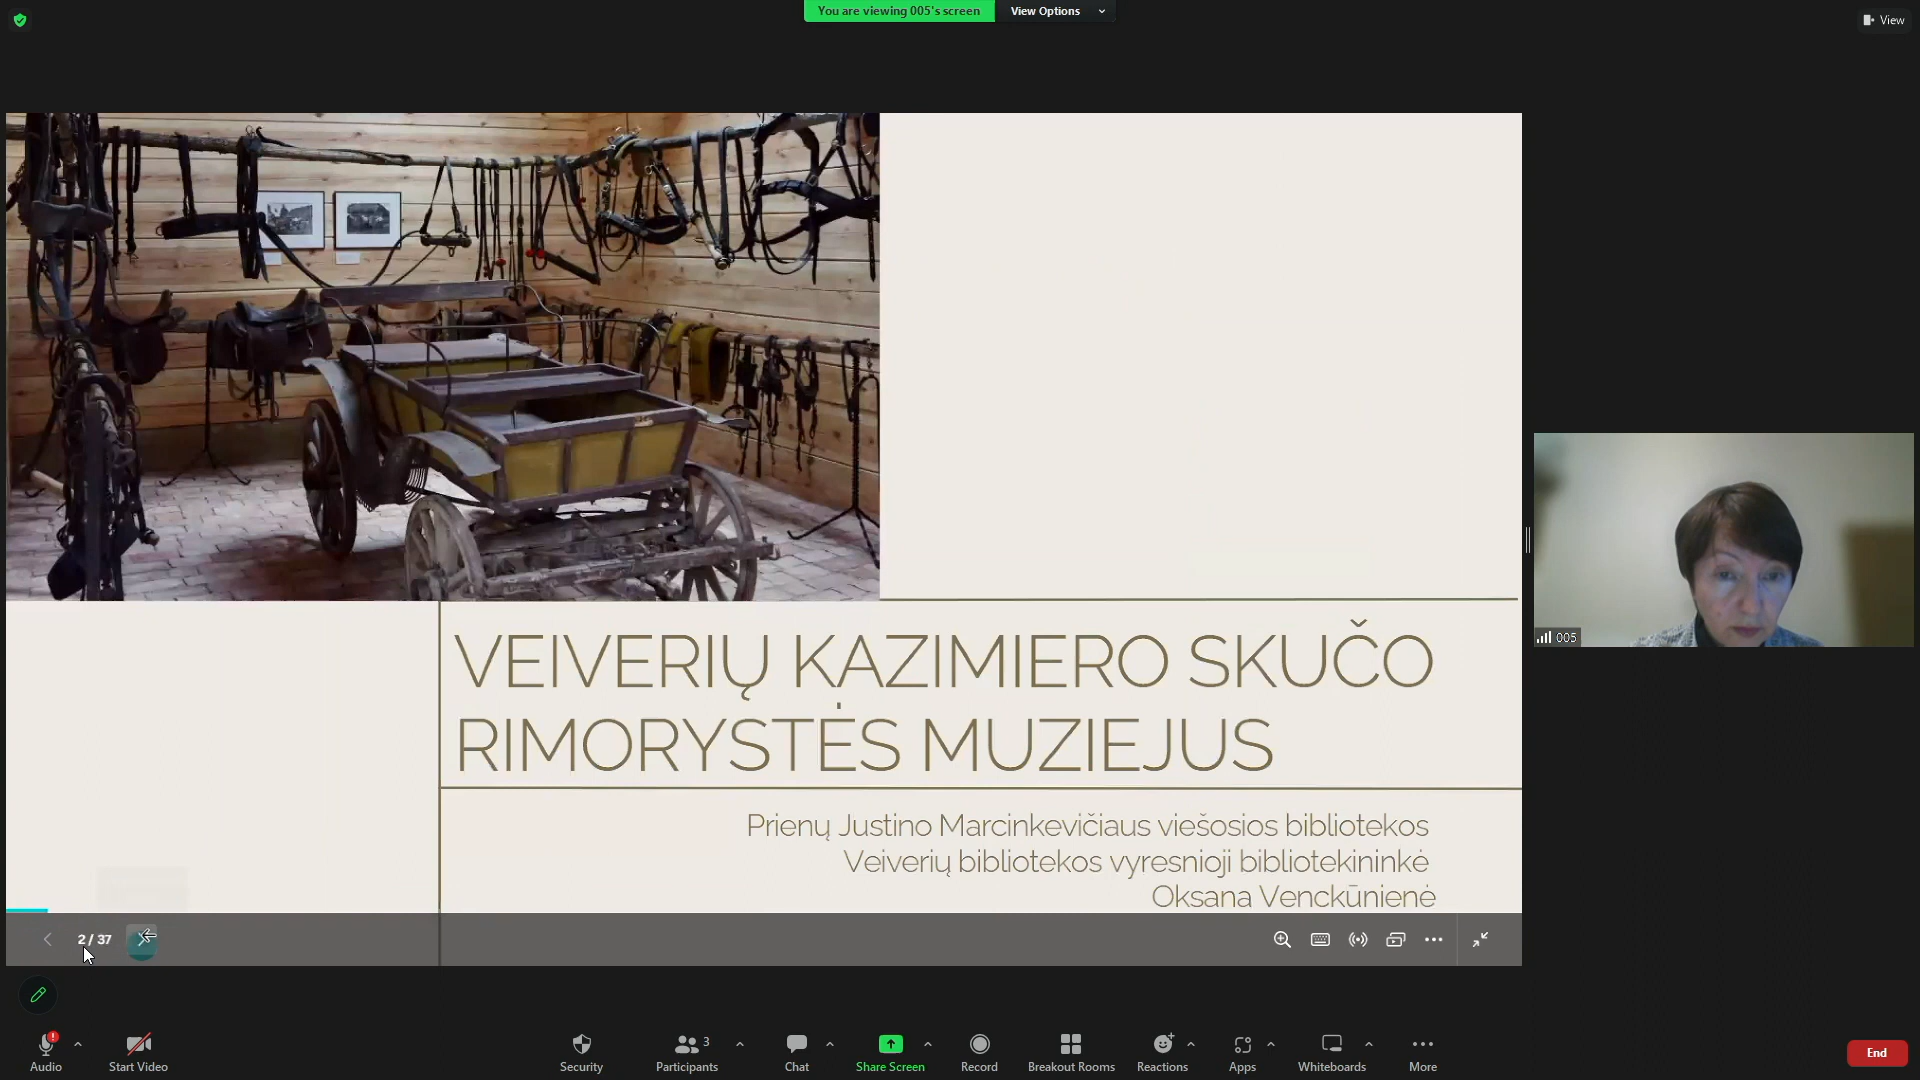 You are viewing 005's screen
View Options
View
VEIVERIŲ KAZIMIERO SKUČO
RIMORYSTĖS MUZIEJUS
Prienų Justino Marcinkevičiaus viešosios bibliotekos
Veiverių bibliotekos vyresnioji bibliotekininkė
Oksana Venckūnienė
005
2 / 37
Audio
Start Video
Security
Participants
3
Chat
Share Screen
Record
Breakout Rooms
Reactions
Apps
Whiteboards
More
End